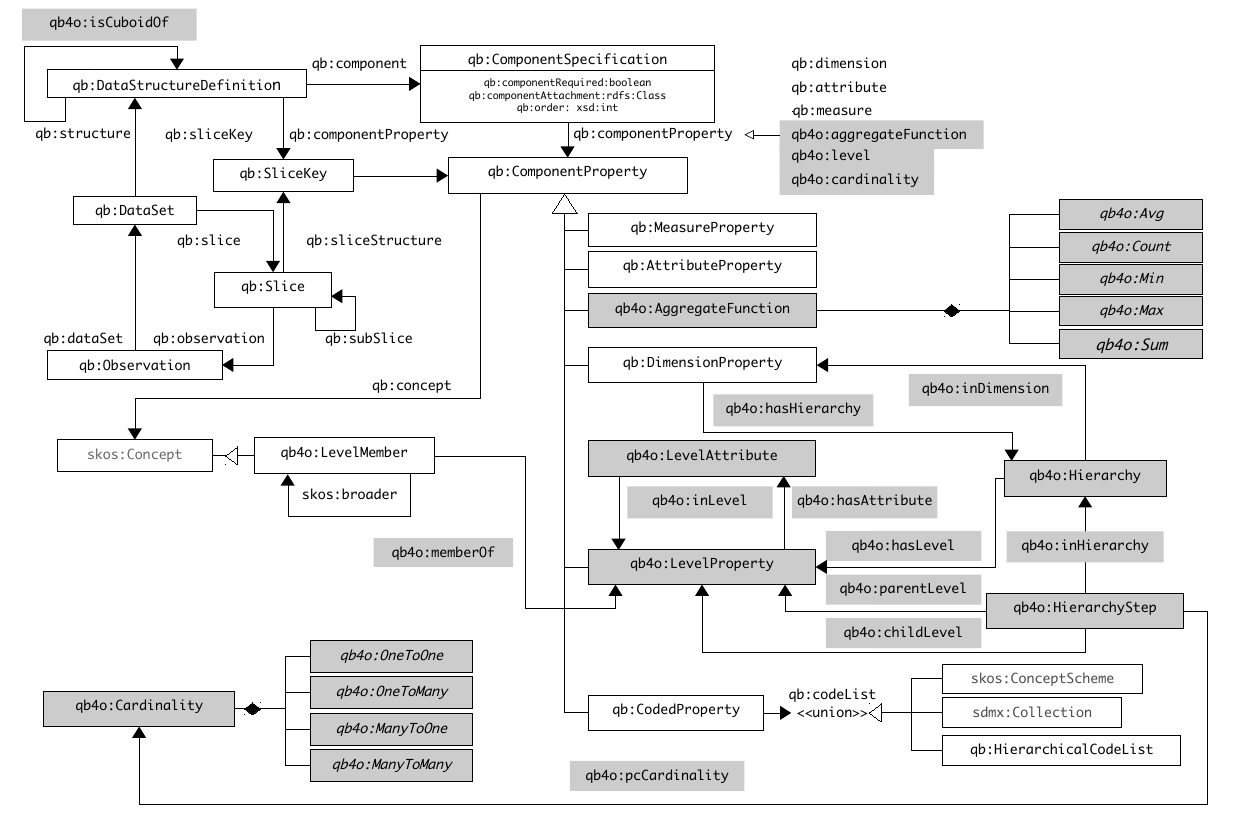 qb4o:isCuboidOf
qb:DataStructureDefinition
qb:component
qb:ComponentSpecification
qb:componentRequired:boolean
qb:componentAttachment:rdfs:Class
qb:order: xsd:int
qb:dimension
qb:attribute
qb:measure
qb4o:aggregateFunction
qb4o:level
qb4o:cardinality
qb:structure
qb:sliceKey
qb:componentProperty
qb:componentProperty
qb:SliceKey
qb:ComponentProperty
qb:DataSet
qb:slice
qb:sliceStructure
qb:MeasureProperty
qb:AttributeProperty
qb4o:AggregateFunction
qb4o:Avg
qb4o:Count
qb4o:Min
qb4o:Max
qb4o:Sum
qb:Slice
qb:dataSet
qb:observation
qb:subSlice
qb:Observation
qb:concept
qb:DimensionProperty
qb4o:inDimension
qb4o:hasHierarchy
skos:Concept
qb4o:LevelMember
skos:broader
qb4o:LevelAttribute
qb4o:Hierarchy
qb4o:inLevel
qb4o:hasAttribute
qb4o:memberOf
qb4o:hasLevel
qb4o:inHierarchy
qb4o:LevelProperty
qb4o:parentLevel
qb4o:HierarchyStep
qb4o:childLevel
qb4o:OneToOne
qb4o:OneToMany
qb4o:ManyToOne
qb4o:ManyToMany
qb4o:Cardinality
qb:CodedProperty
qb:codeList
<<union>>
skos:ConceptScheme
sdmx:Collection
qb:HierarchicalCodeList
qb4o:pcCardinality